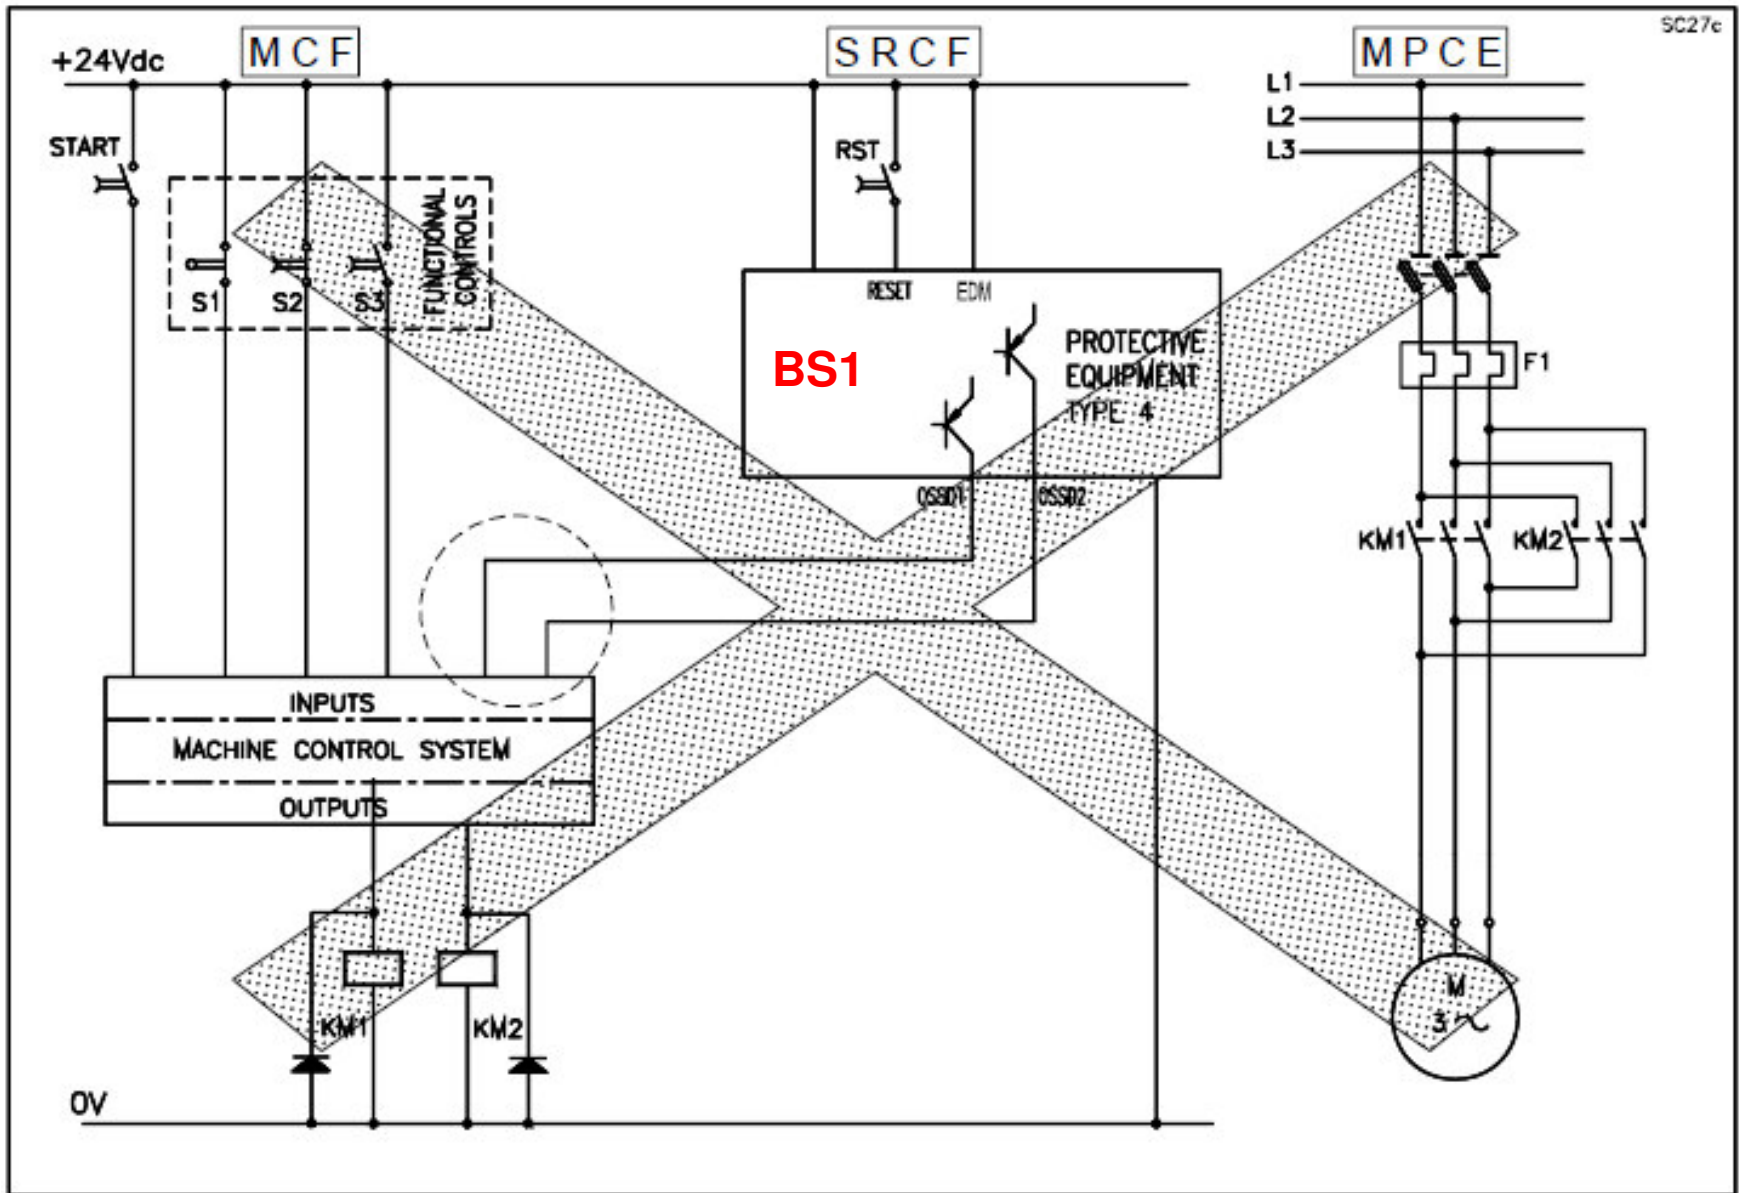 SC27c
MCF
SRCF
MPCE
+24Vdc
L1
L2
L3
START
RST
FUNCTIONAL
CONTROLS
S1
S2
S3
RESET
EDM
BS1
PROTECTIVE
EQUIPMENT
TYPE 4
F1
OSSD1
OSSD2
KM1
KM2
INPUTS
MACHINE CONTROL SYSTEM
OUTPUTS
KM1
KM2
M
3~
0V